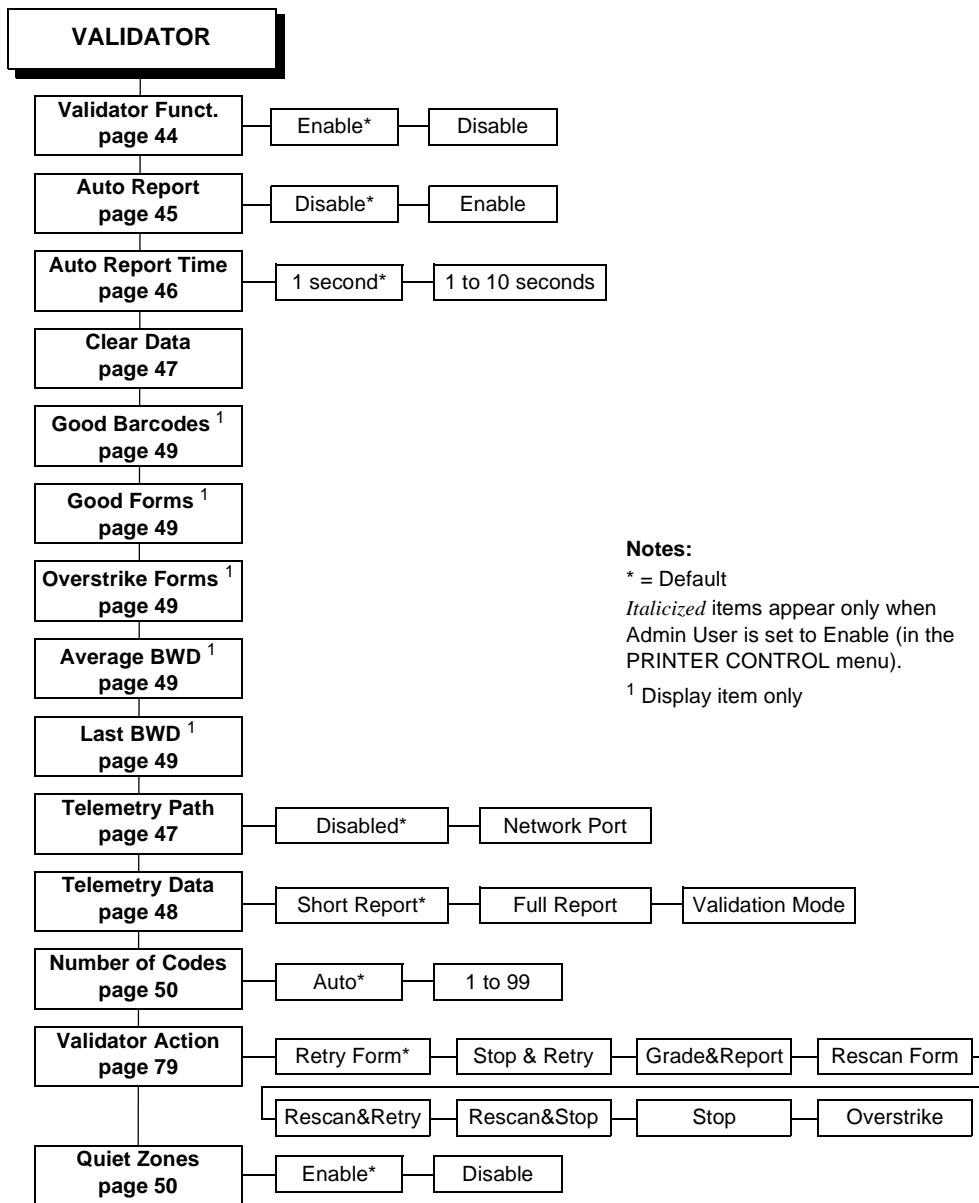 VALIDATOR
Validator Funct.
page 44
Enable*
Disable
Auto Report
page 45
Disable*
Enable
Auto Report Time
page 46
1 second*
1 to 10 seconds
Clear Data
page 47
Good Barcodes 1
page 49
Good Forms 1
page 49
Overstrike Forms 1
page 49
Average BWD 1
page 49
Last BWD 1
page 49
Notes:
* = Default
Italicized items appear only when
Admin User is set to Enable (in the
PRINTER CONTROL menu).
1 Display item only
Telemetry Path
page 47
Disabled*
Network Port
Telemetry Data
page 48
Short Report*
Full Report
Validation Mode
Number of Codes
page 50
Auto*
1 to 99
Validator Action
page 79
Retry Form*
Stop & Retry
Grade&Report
Rescan Form
Rescan&Retry
Rescan&Stop
Stop
Overstrike
Quiet Zones
page 50
Enable*
Disable